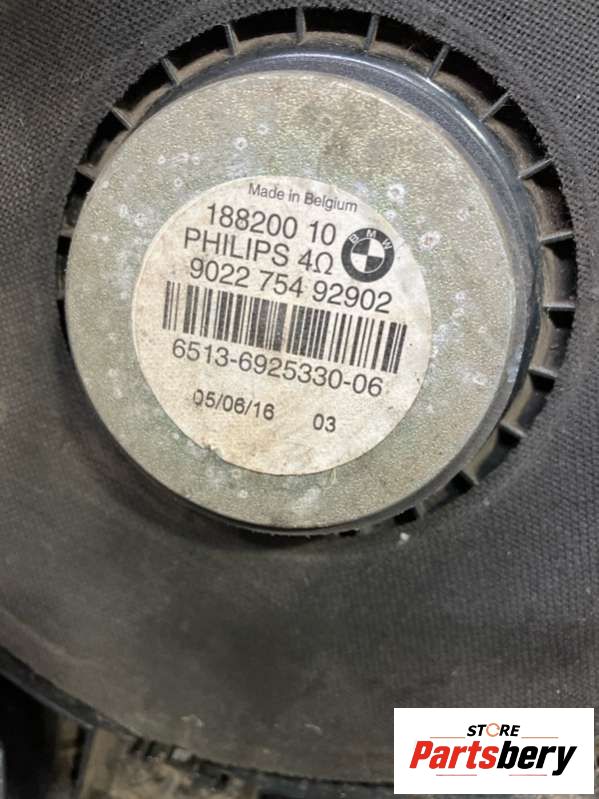 Made in Belgium
188200 10
BMW
PHILIPS 4Ω
9022 754 92902
6513-6925330-06
05/06/16 03
STORE
Partsbery